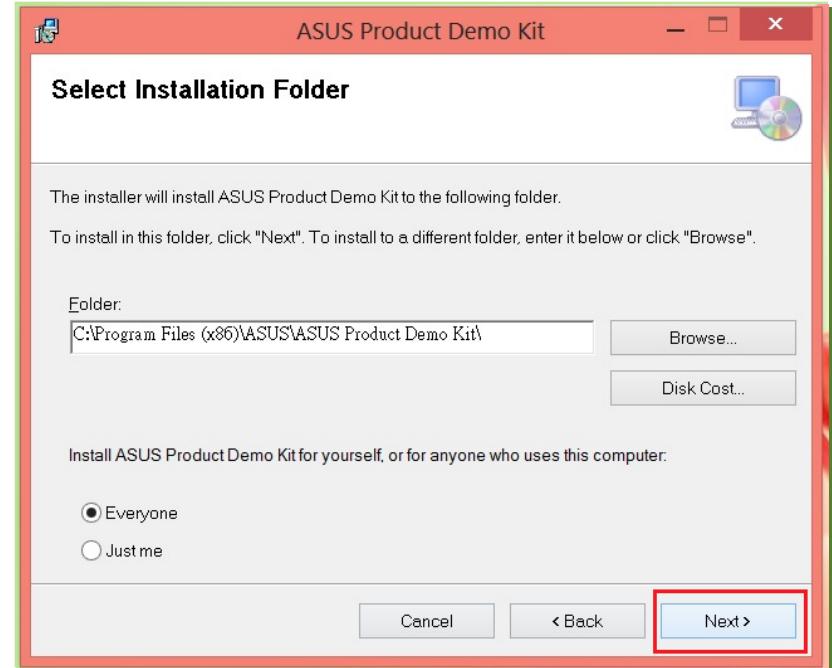 ASUS Product Demo Kit
Select Installation Folder
The installer will install ASUS Product Demo Kit to the following folder.
To install in this folder, click "Next". To install to a different folder, enter it below or click "Browse".
Folder:
C:\Program Files (x86)\ASUS\ASUS Product Demo Kit\
Browse...
Disk Cost...
Install ASUS Product Demo Kit for yourself, or for anyone who uses this computer:
Everyone
Just me
Cancel
< Back
Next >